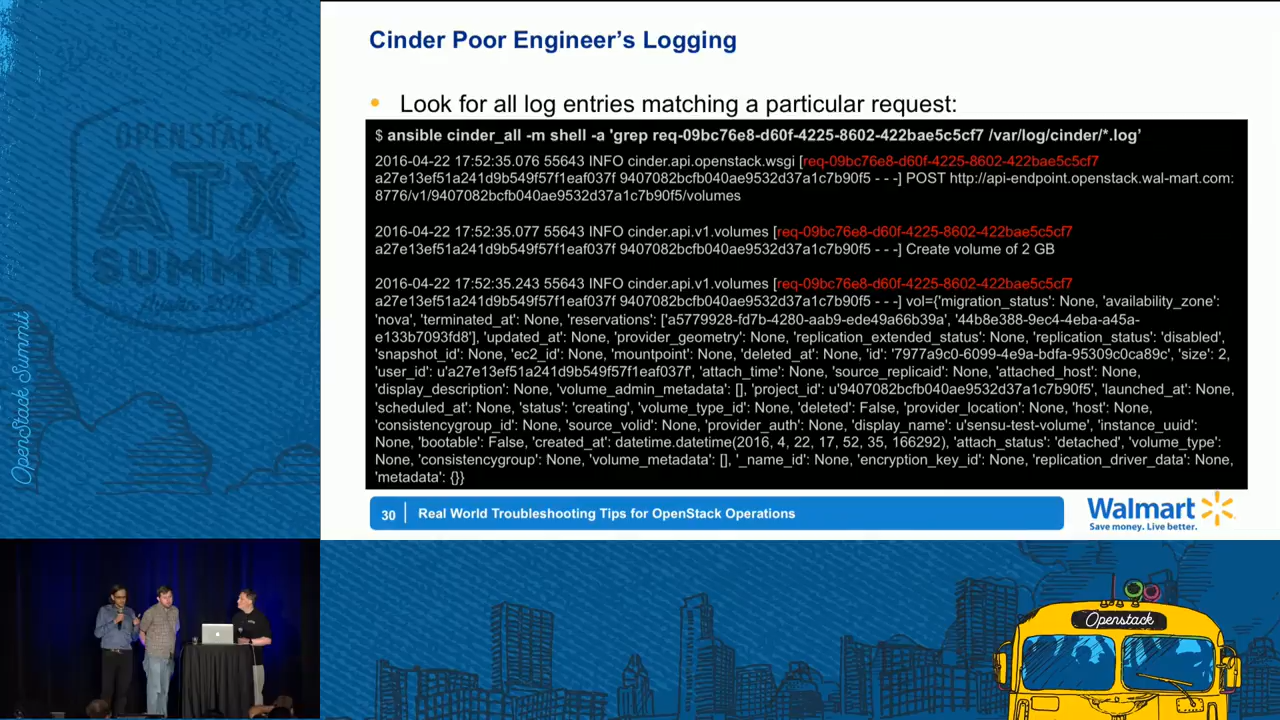 Cinder Poor Engineer's Logging
• Look for all log entries matching a particular request:
$ ansible cinder_all -m shell -a 'grep req-09bc76e8-d60f-4225-8602-422bae5c5cf7 /var/log/cinder/*.log'
2016-04-22 17:52:35.076 55643 INFO cinder.api.openstack.wsgi [req-09bc76e8-d60f-4225-8602-422bae5c5cf7
a27e13ef51a241d9b549f57f1eaf037f 9407082bcfb040ae9532d37a1c7b90f5 - - -] POST http://api-endpoint.openstack.wal-mart.com:
8776/v1/9407082bcfb040ae9532d37a1c7b90f5/volumes
2016-04-22 17:52:35.077 55643 INFO cinder.api.v1.volumes [req-09bc76e8-d60f-4225-8602-422bae5c5cf7
a27e13ef51a241d9b549f57f1eaf037f 9407082bcfb040ae9532d37a1c7b90f5 - - -] Create volume of 2 GB
2016-04-22 17:52:35.243 55643 INFO cinder.api.v1.volumes [req-09bc76e8-d60f-4225-8602-422bae5c5cf7
a27e13ef51a241d9b549f57f1eaf037f 9407082bcfb040ae9532d37a1c7b90f5 - - -] vol={'migration_status': None, 'availability_zone':
'nova', 'terminated_at': None, 'reservations': ['a5779928-fd7b-4280-aab9-ede49a66b39a', '44b8e388-9ec4-4eba-a45a-
e133b7093fd8'], 'updated_at': None, 'provider_geometry': None, 'replication_extended_status': None, 'replication_status': 'disabled',
'snapshot_id': None, 'ec2_id': None, 'mountpoint': None, 'deleted_at': None, 'id': '7977a9c0-6099-4e9a-bdfa-95309c0ca89c', 'size': 2,
'user_id': u'a27e13ef51a241d9b549f57f1eaf037f', 'attach_time': None, 'source_replicaid': None, 'attached_host': None,
'display_description': None, 'volume_admin_metadata': [], 'project_id': u'9407082bcfb040ae9532d37a1c7b90f5', 'launched_at': None,
'scheduled_at': None, 'status': 'creating', 'volume_type_id': None, 'deleted': False, 'provider_location': None, 'host': None,
'consistencygroup_id': None, 'source_volid': None, 'provider_auth': None, 'display_name': u'sensu-test-volume', 'instance_uuid':
None, 'bootable': False, 'created_at': datetime.datetime(2016, 4, 22, 17, 52, 35, 166292), 'attach_status': 'detached', 'volume_type':
None, 'consistencygroup': None, 'volume_metadata': [], '_name_id': None, 'encryption_key_id': None, 'replication_driver_data': None,
'metadata': {}}
30 Real World Troubleshooting Tips for OpenStack Operations
Walmart
Save money. Live better.
OPENSTACK
ATX
SUMMIT
OpenStack Summit
Openstack